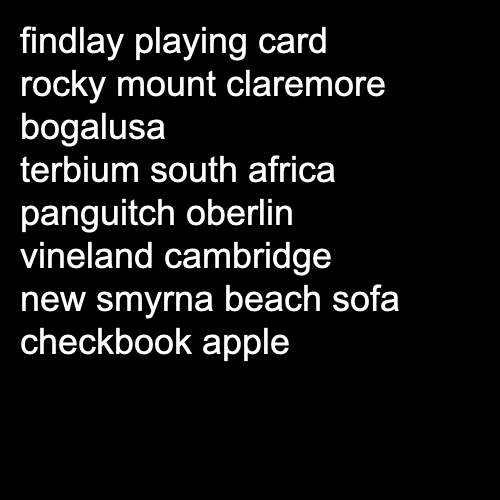 findlay playing card
rocky mount claremore
bogalusa
terbium south africa
panguitch oberlin
vineland cambridge
new smyrna beach sofa
checkbook apple